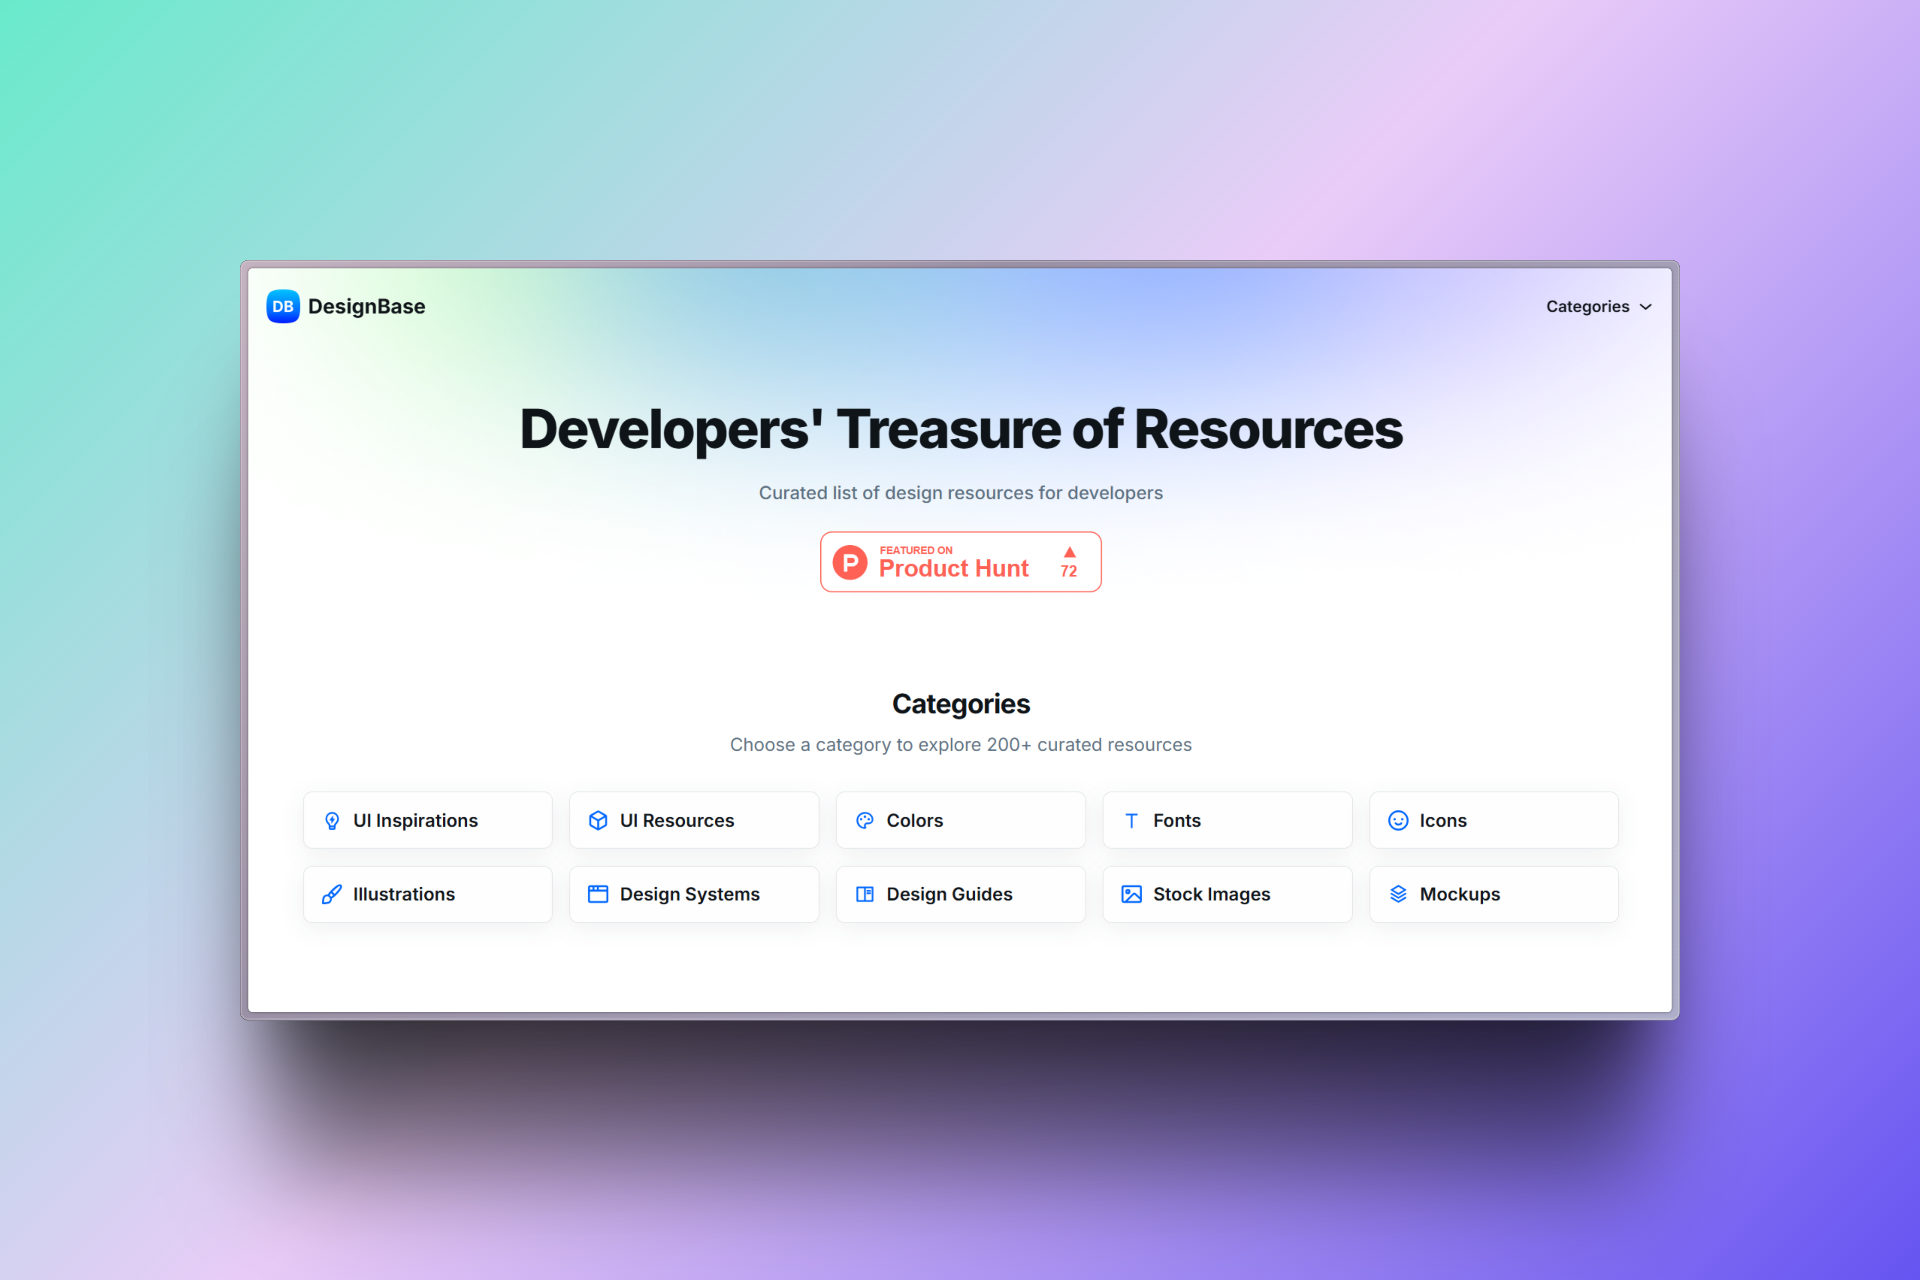 DB DesignBase
Categories
Developers' Treasure of Resources
Curated list of design resources for developers
P
FEATURED ON
Product Hunt
72
Categories
Choose a category to explore 200+ curated resources
UI Inspirations
UI Resources
Colors
Fonts
Icons
Illustrations
Design Systems
Design Guides
Stock Images
Mockups